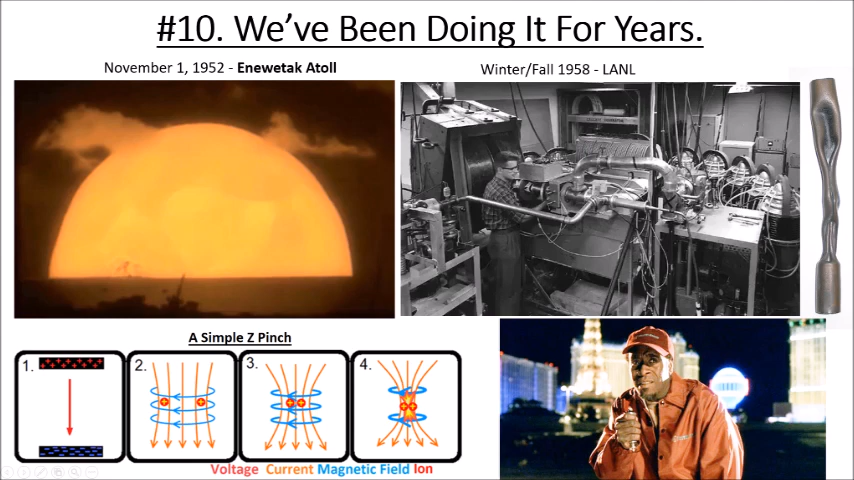 #10. We've Been Doing It For Years.
November 1, 1952 - Enewetak Atoll
Winter/Fall 1958 - LANL
A Simple Z Pinch
1.
2.
3.
4.
Voltage Current Magnetic Field Ion